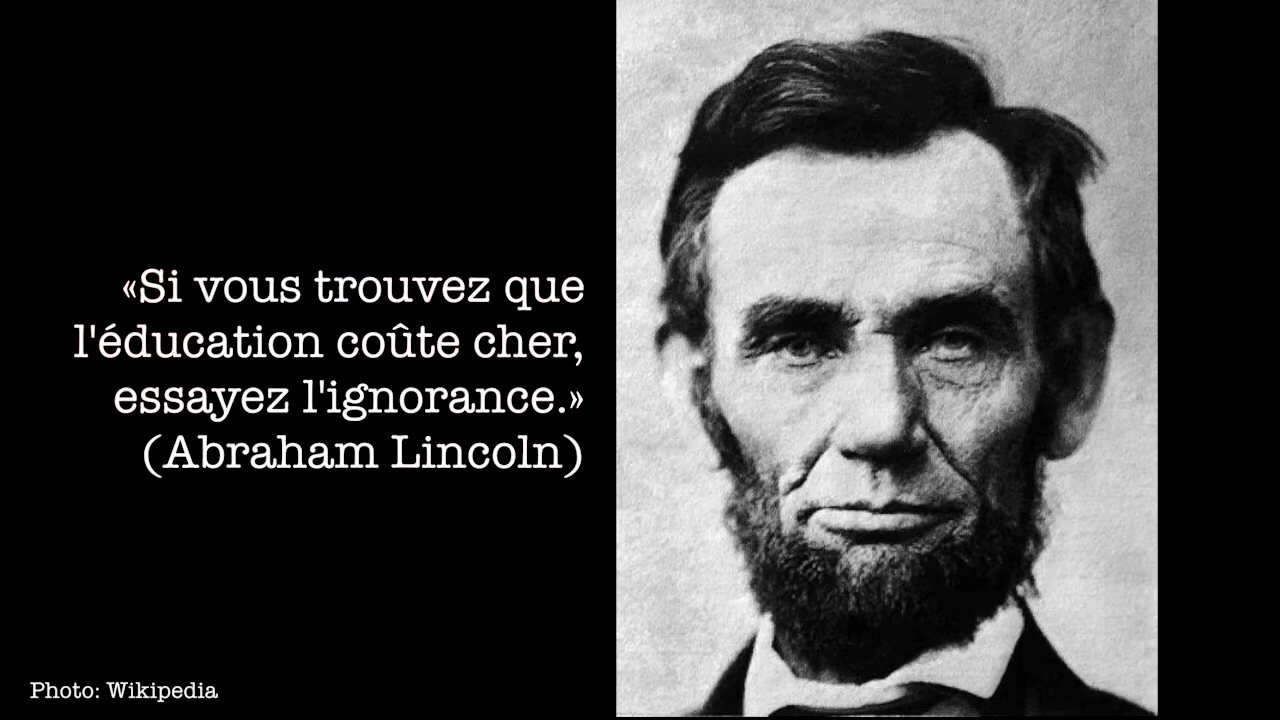 «Si vous trouvez que
l'éducation coûte cher,
essayez l'ignorance.»
(Abraham Lincoln)
Photo: Wikipedia